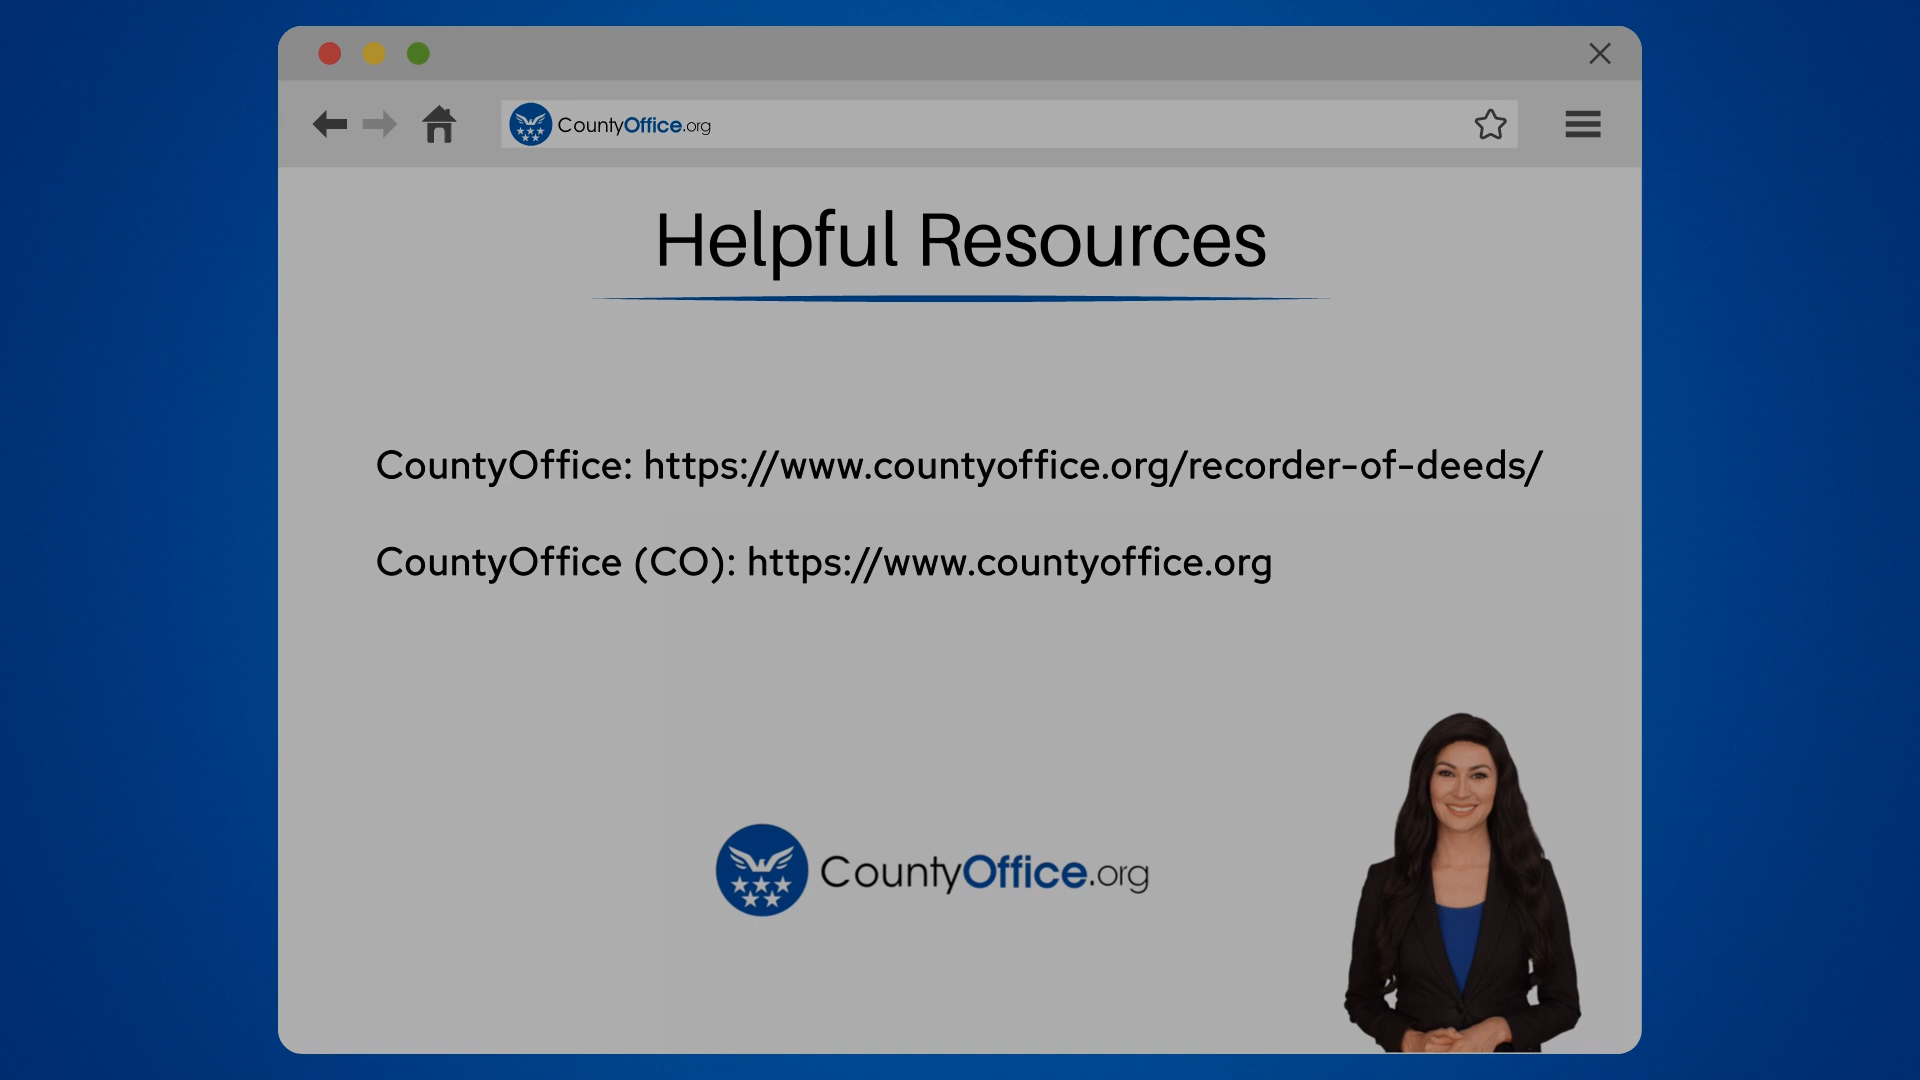 CountyOffice.org
Helpful Resources
CountyOffice: https://www.countyoffice.org/recorder-of-deeds/
CountyOffice (CO): https://www.countyoffice.org
CountyOffice.org